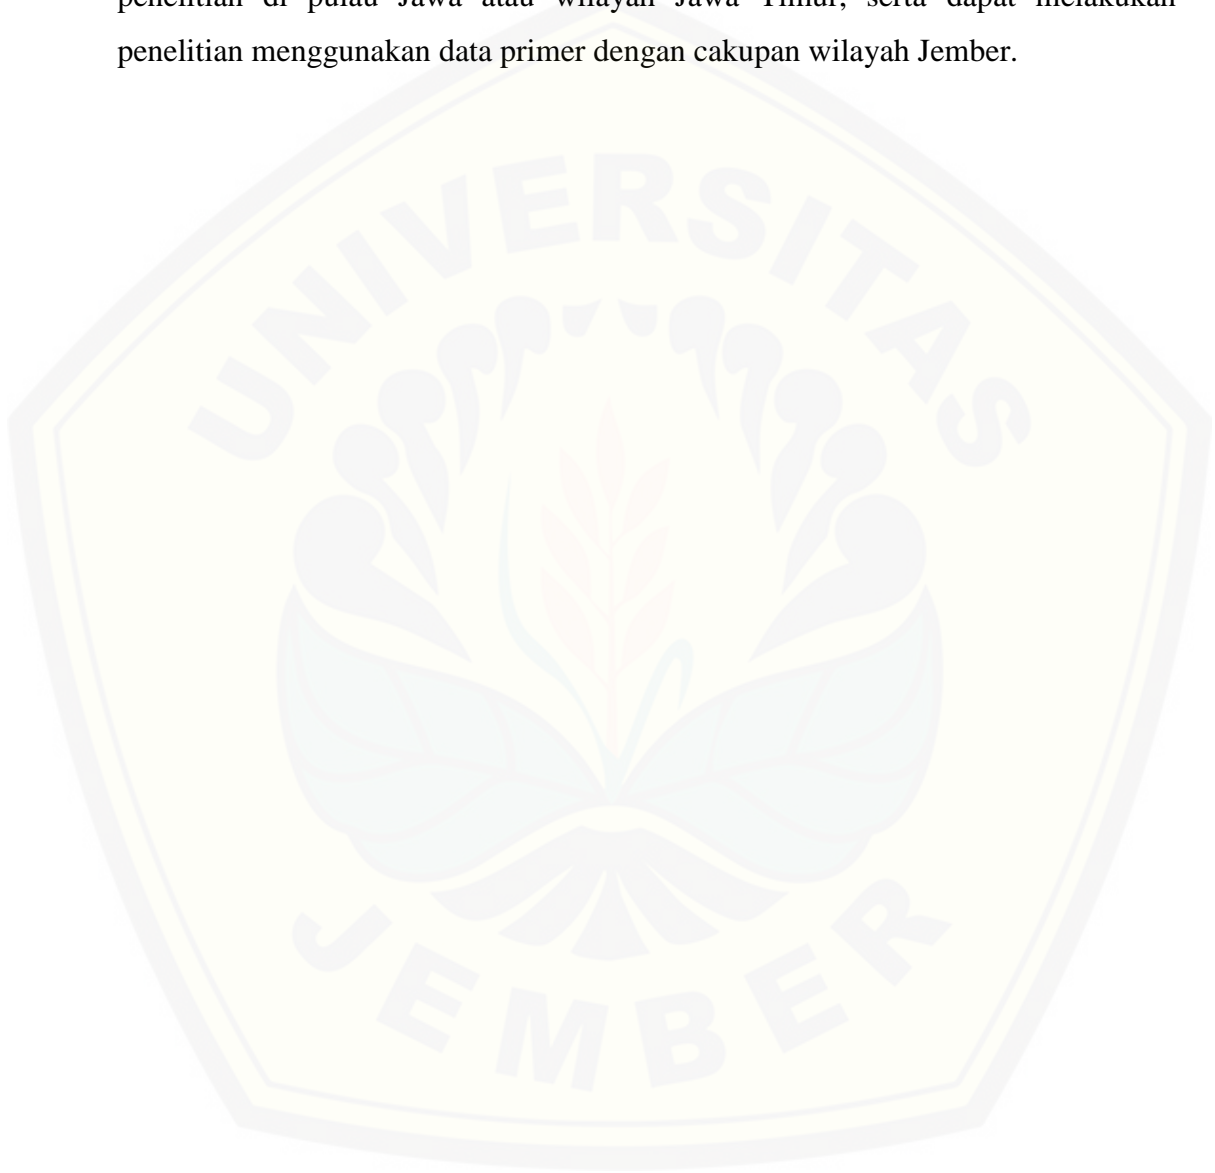 penelitian di pulau Jawa atau wilayah Jawa Timur, serta dapat melakukan
penelitian menggunakan data primer dengan cakupan wilayah Jember.
UNIVERSITAS
JEMBER